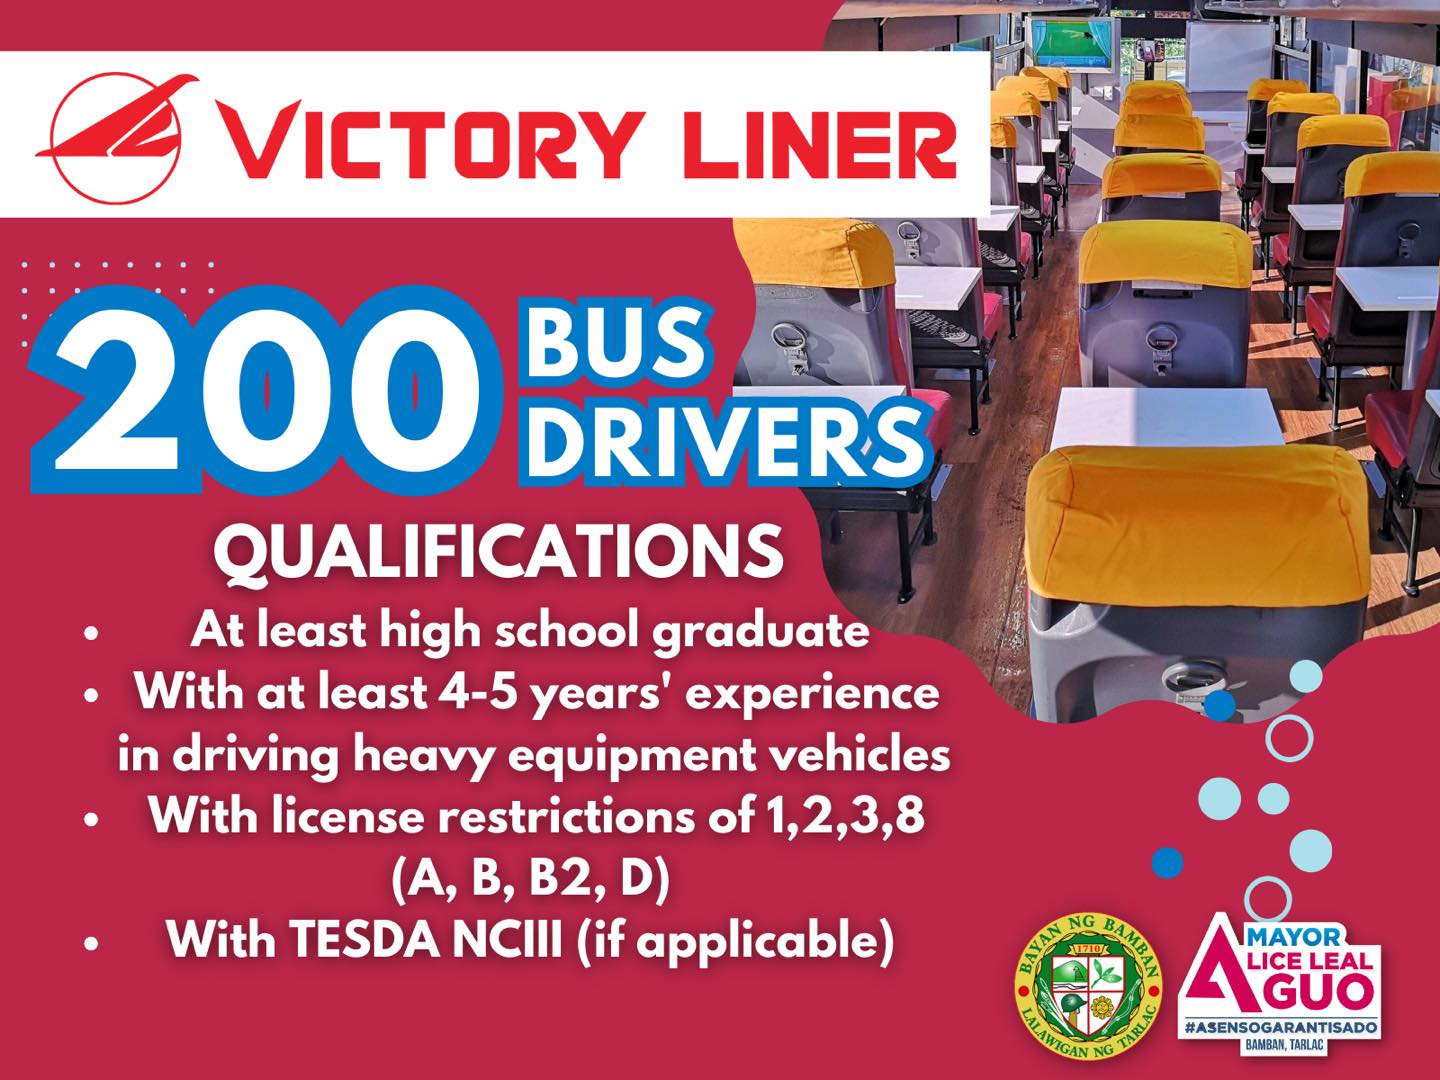 VICTORY LINER
200 BUS
DRIVERS
QUALIFICATIONS
• At least high school graduate
• With at least 4-5 years' experience
in driving heavy equipment vehicles
• With license restrictions of 1,2,3,8
(A, B, B2, D)
• With TESDA NCIII (if applicable)
BAYAN NG BAMBAN
1710
LALAWIGAN NG TARLAC
MAYOR
ALICE LEAL
GUO
#ASENSOGARANTISADO
BAMBAN, TARLAC